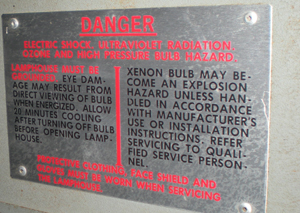 DANGER
ELECTRIC SHOCK, ULTRAVIOLET RADIATION,
OZONE AND HIGH PRESSURE BULB HAZARD.
LAMPHOUSE MUST BE
GROUNDED. EYE DAM-
AGE MAY RESULT FROM
DIRECT VIEWING OF BULB
WHEN ENERGIZED. ALLOW
20 MINUTES COOLING
AFTER TURNING OFF BULB
BEFORE OPENING LAMP-
HOUSE.
XENON BULB MAY BE-
COME AN EXPLOSION
HAZARD UNLESS HAN-
DLED IN ACCORDANCE
WITH MANUFACTURER'S
USE OR INSTALLATION
INSTRUCTIONS. REFER
SERVICING TO QUALI-
FIED SERVICE PERSON-
NEL.
PROTECTIVE CLOTHING, FACE SHIELD AND
GLOVES MUST BE WORN WHEN SERVICING
THE LAMPHOUSE.